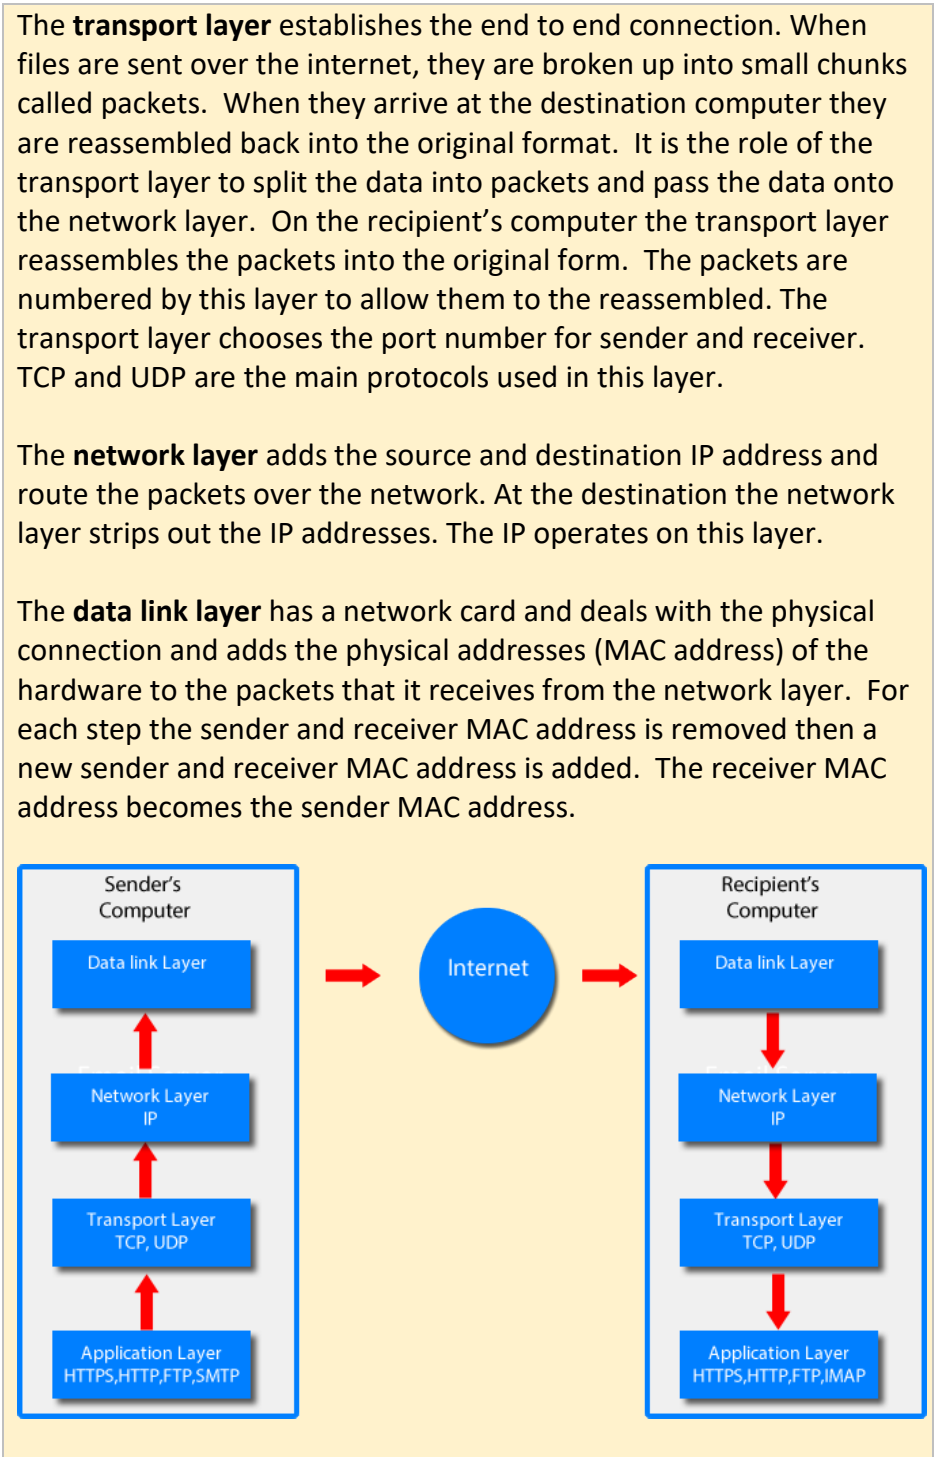 The transport layer establishes the end to end connection. When
files are sent over the internet, they are broken up into small chunks
called packets.  When they arrive at the destination computer they
are reassembled back into the original format.  It is the role of the
transport layer to split the data into packets and pass the data onto
the network layer.  On the recipient’s computer the transport layer
reassembles the packets into the original form.  The packets are
numbered by this layer to allow them to the reassembled. The
transport layer chooses the port number for sender and receiver.
TCP and UDP are the main protocols used in this layer.
The network layer adds the source and destination IP address and
route the packets over the network. At the destination the network
layer strips out the IP addresses. The IP operates on this layer.
The data link layer has a network card and deals with the physical
connection and adds the physical addresses (MAC address) of the
hardware to the packets that it receives from the network layer.  For
each step the sender and receiver MAC address is removed then a
new sender and receiver MAC address is added.  The receiver MAC
address becomes the sender MAC address.
Sender's
Computer
Data link Layer
Network Layer
IP
Transport Layer
TCP, UDP
Application Layer
HTTPS,HTTP,FTP,SMTP
Internet
Recipient's
Computer
Data link Layer
Network Layer
IP
Transport Layer
TCP, UDP
Application Layer
HTTPS,HTTP,FTP,IMAP